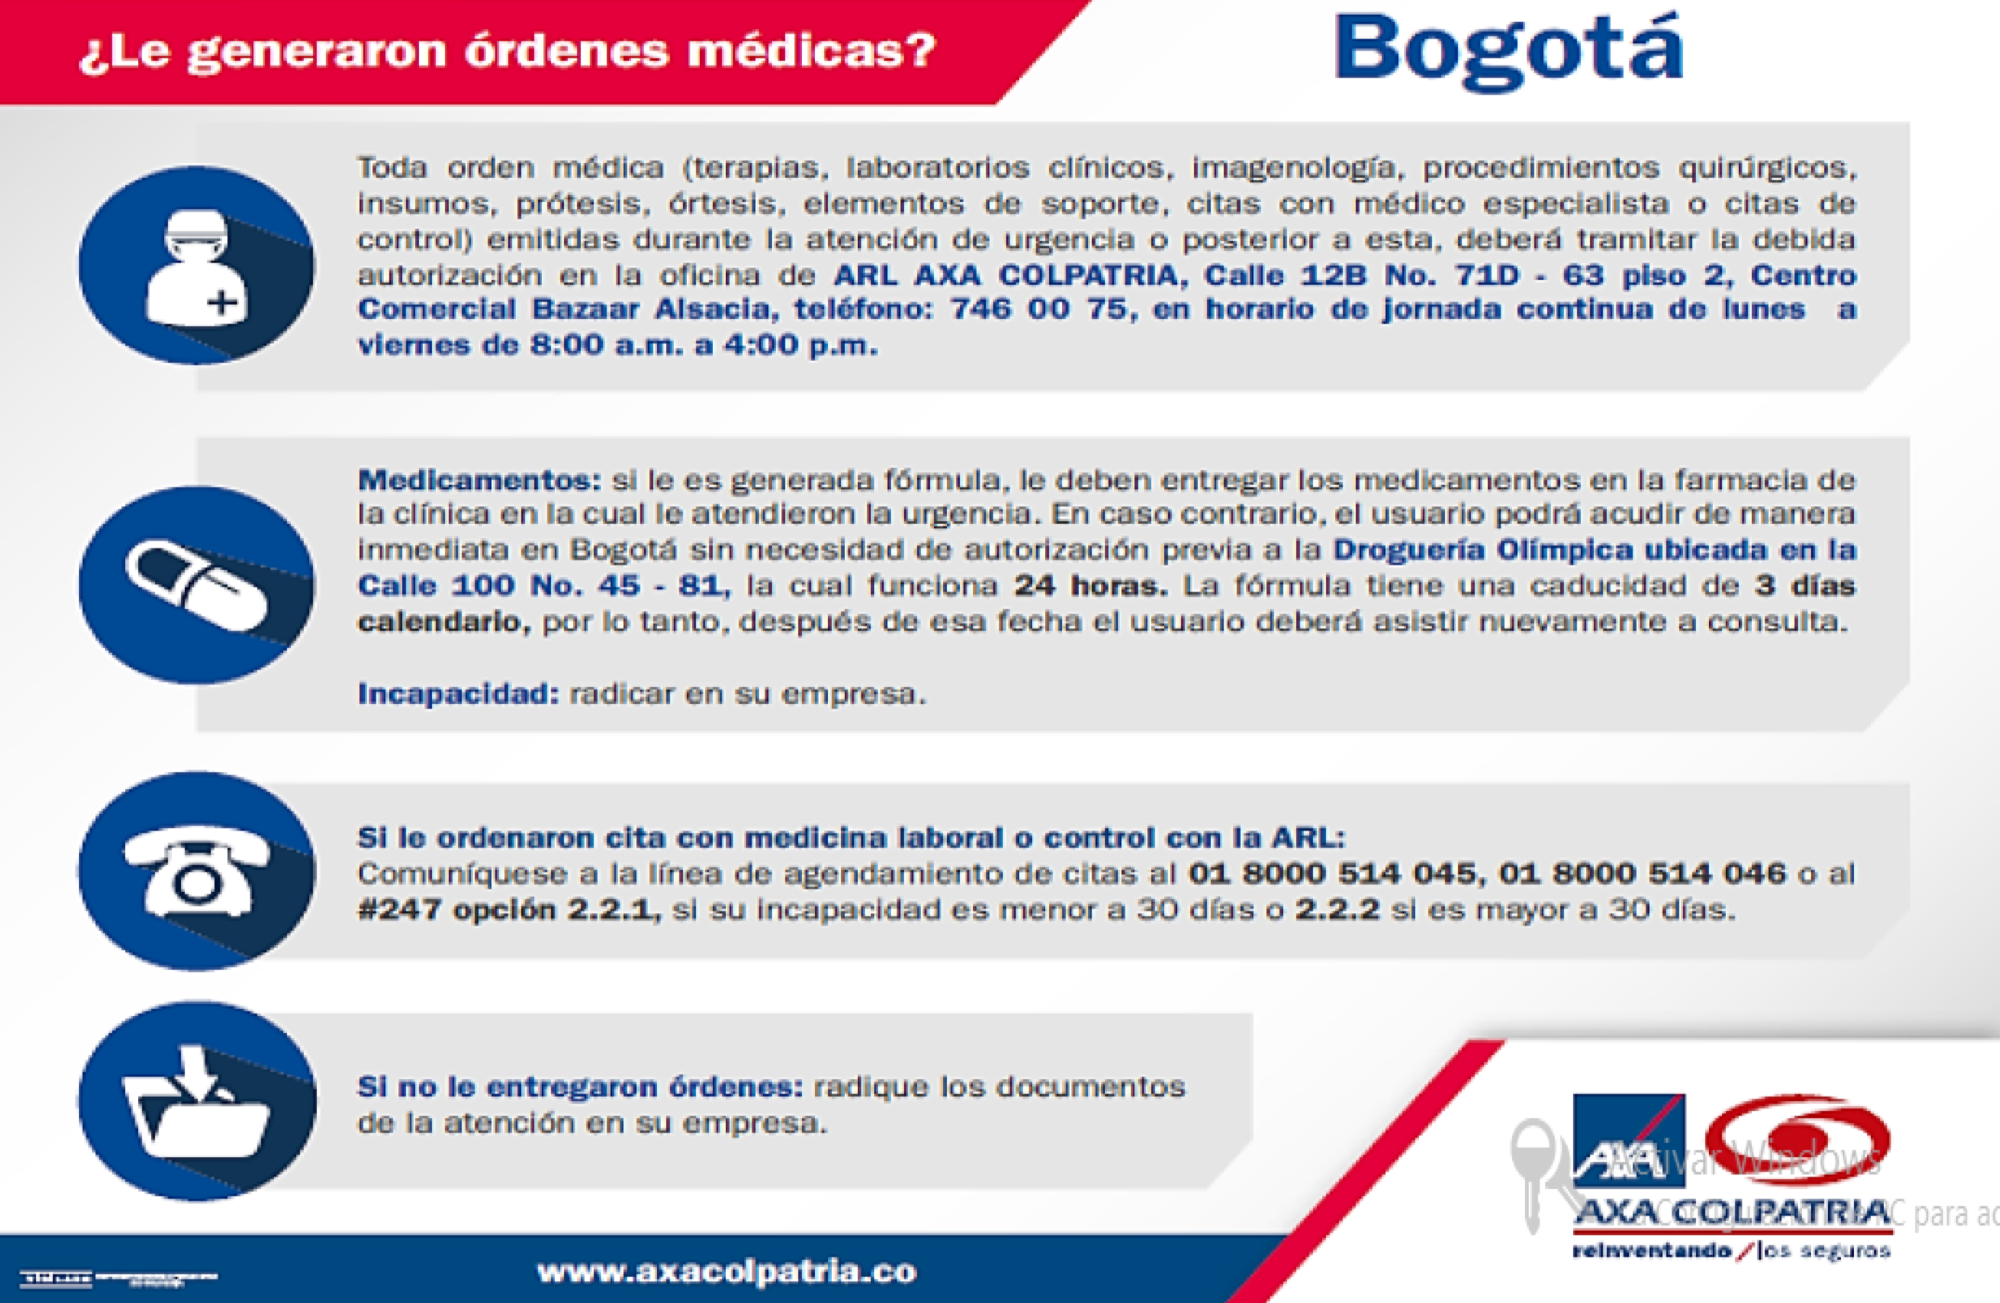 ¿Le generaron órdenes médicas?
Bogotá
Toda orden médica (terapias, laboratorios clínicos, imagenología, procedimientos quirúrgicos,
insumos, prótesis, órtesis, elementos de soporte, citas con médico especialista o citas de
control) emitidas durante la atención de urgencia o posterior a esta, deberá tramitar la debida
autorización en la oficina de ARL AXA COLPATRIA, Calle 12B No. 71D - 63 piso 2, Centro
Comercial Bazaar Alsacia, teléfono: 746 00 75, en horario de jornada continua de lunes a
viernes de 8:00 a.m. a 4:00 p.m.
Medicamentos: si le es generada fórmula, le deben entregar los medicamentos en la farmacia de
la clínica en la cual le atendieron la urgencia. En caso contrario, el usuario podrá acudir de manera
inmediata en Bogotá sin necesidad de autorización previa a la Droguería Olímpica ubicada en la
Calle 100 No. 45 - 81, la cual funciona 24 horas. La fórmula tiene una caducidad de 3 días
calendario, por lo tanto, después de esa fecha el usuario deberá asistir nuevamente a consulta.
Incapacidad: radicar en su empresa.
Si le ordenaron cita con medicina laboral o control con la ARL:
Comuníquese a la línea de agendamiento de citas al 01 8000 514 045, 01 8000 514 046 o al
#247 opción 2.2.1, si su incapacidad es menor a 30 días o 2.2.2 si es mayor a 30 días.
Si no le entregaron órdenes: radique los documentos
de la atención en su empresa.
AXA
Activar Windows
AXA COLPATRIA
PC para ac
reinventando / los seguros
www.axacolpatria.co